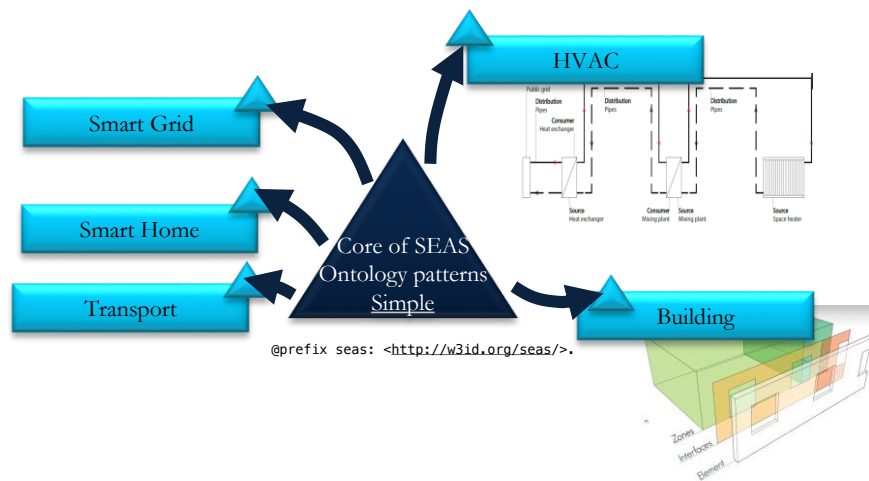 HVAC
Public grid
Distribution
Pipes
Distribution
Pipes
Distribution
Pipes
Consumer
Heat exchanger
Source
Heat exchanger
Consumer
Mixing plant
Source
Mixing plant
Source
Space heater
Smart Grid
Smart Home
Transport
Core of SEAS
Ontology patterns
Simple
Building
@prefix seas: <http://w3id.org/seas/>.
Zones
Interfaces
Element